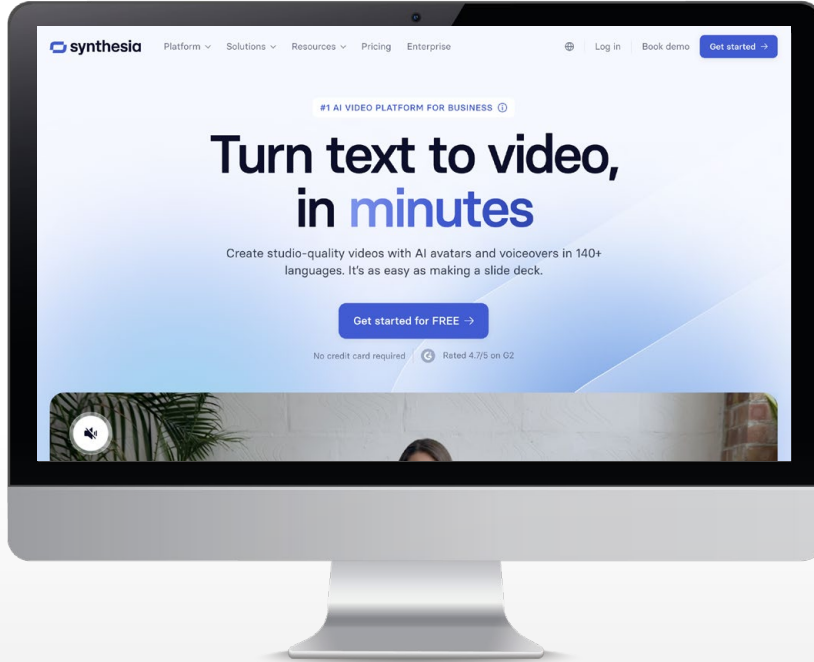 synthesia
Platform Solutions Resources Pricing Enterprise Log in Book demo Get started →
#1 AI VIDEO PLATFORM FOR BUSINESS
Turn text to video,
in minutes
Create studio-quality videos with AI avatars and voiceovers in 140+
languages. It's as easy as making a slide deck.
Get started for FREE →
No credit card required Rated 4.7/5 on G2